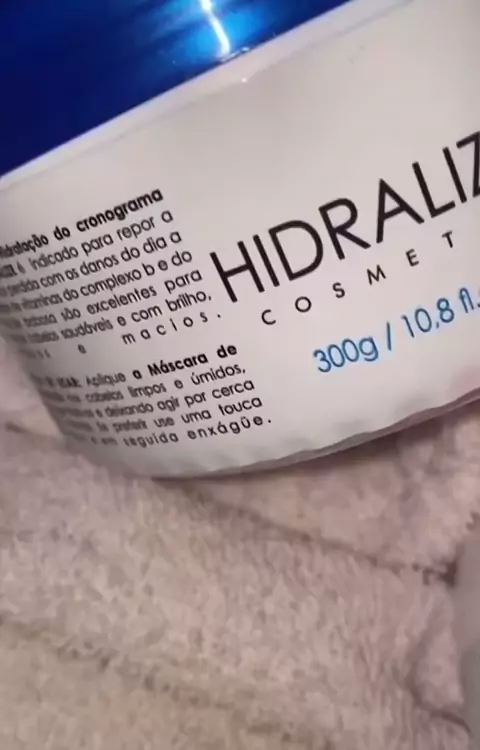 Hidratação do cronograma
é indicado para repor a
perdida com os danos do dia a
vitaminas do complexo b e do
são excelentes para
saudáveis e com brilho,
e macios.
Aplique a Máscara de
cabelos limpos e úmidos,
e deixando agir por cerca
Se preferir use uma touca
e em seguida enxágüe.
HIDRALIZ
COSMET
300g / 10,8 fl.